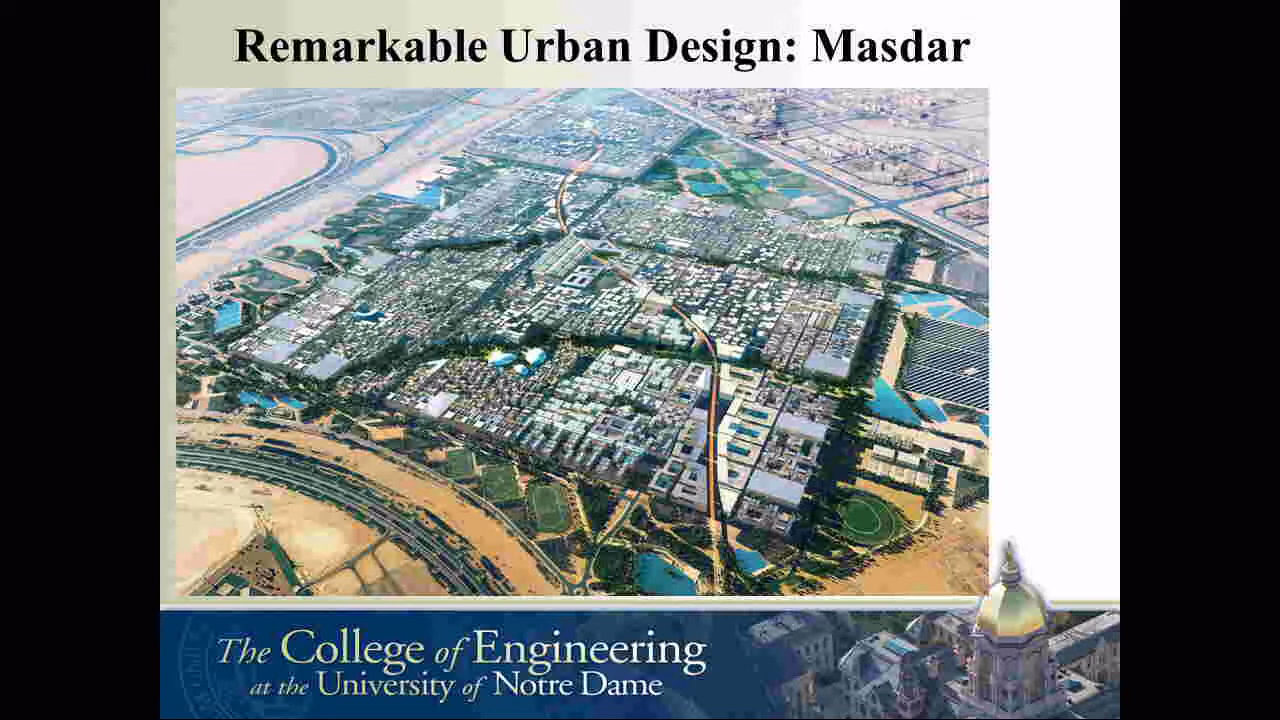 Remarkable Urban Design: Masdar
The College of Engineering
at the University of Notre Dame